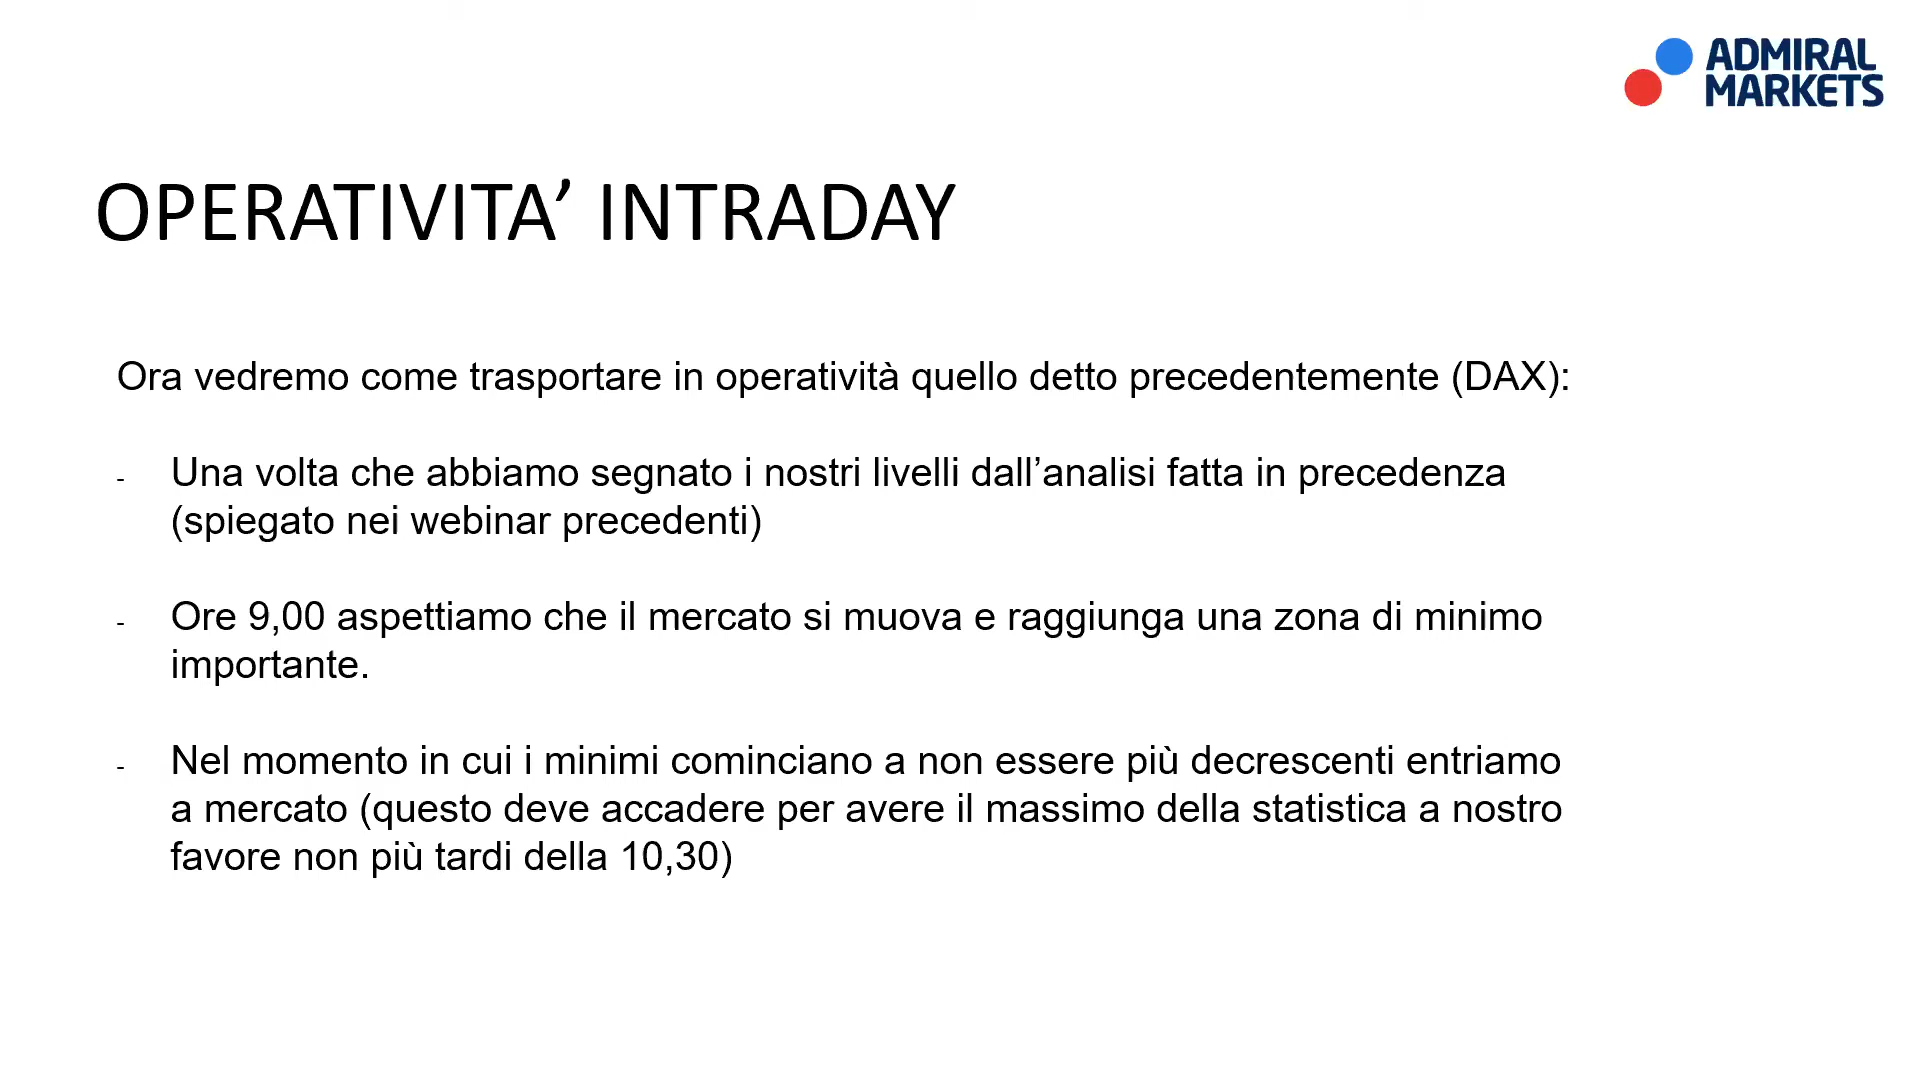 ADMIRAL
MARKETS
OPERATIVITA’ INTRADAY
Ora vedremo come trasportare in operatività quello detto precedentemente (DAX):
- Una volta che abbiamo segnato i nostri livelli dall’analisi fatta in precedenza
(spiegato nei webinar precedenti)
- Ore 9,00 aspettiamo che il mercato si muova e raggiunga una zona di minimo
importante.
- Nel momento in cui i minimi cominciano a non essere più decrescenti entriamo
a mercato (questo deve accadere per avere il massimo della statistica a nostro
favore non più tardi della 10,30)